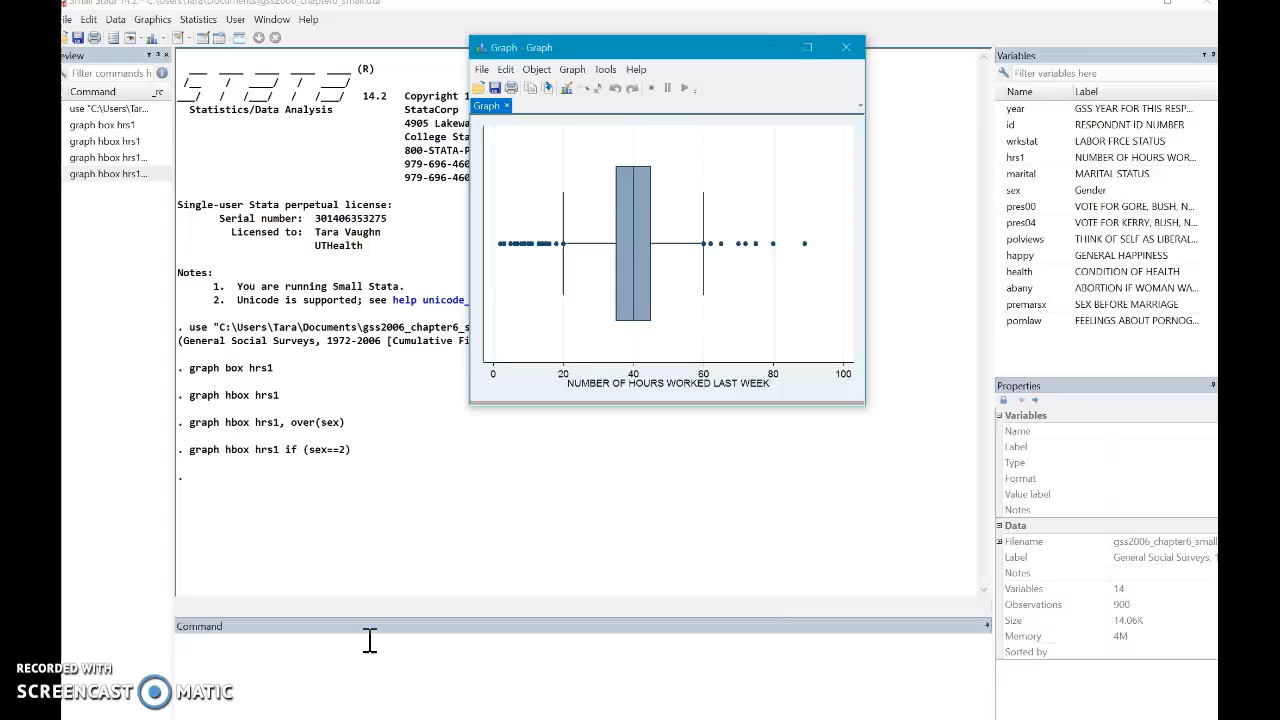 Small Stata 14.2 - C:\Users\Tara\Documents\gss2006_chapter6_small.dta
File Edit Data Graphics Statistics User Window Help
Review
Filter commands h
Command _rc
use "C:\Users\Tar...
graph box hrs1
graph hbox hrs1
graph hbox hrs1...
graph hbox hrs1...
(R)
14.2 Copyright 1
Statistics/Data Analysis StataCorp
4905 Lakewa
College Sta
800-STATA-P
979-696-460
979-696-460
Single-user Stata perpetual license:
Serial number: 301406353275
Licensed to: Tara Vaughn
UTHealth
Notes:
1. You are running Small Stata.
2. Unicode is supported; see help unicode_
. use "C:\Users\Tara\Documents\gss2006_chapter6_s
(General Social Surveys, 1972-2006 [Cumulative Fi
. graph box hrs1
. graph hbox hrs1
. graph hbox hrs1, over(sex)
. graph hbox hrs1 if (sex==2)
.
Command
Graph - Graph
File Edit Object Graph Tools Help
Graph
0 20 40 60 80 100
NUMBER OF HOURS WORKED LAST WEEK
Variables
Filter variables here
Name Label
year GSS YEAR FOR THIS RESP...
id RESPONDNT ID NUMBER
wrkstat LABOR FRCE STATUS
hrs1 NUMBER OF HOURS WOR...
marital MARITAL STATUS
sex Gender
pres00 VOTE FOR GORE, BUSH, N...
pres04 VOTE FOR KERRY, BUSH, N...
polviews THINK OF SELF AS LIBERAL...
happy GENERAL HAPPINESS
health CONDITION OF HEALTH
abany ABORTION IF WOMAN WA...
premarsx SEX BEFORE MARRIAGE
pornlaw FEELINGS ABOUT PORNOG...
Properties
Variables
Name
Label
Type
Format
Value label
Notes
Data
Filename gss2006_chapter6_small
Label General Social Surveys, 1
Notes
Variables 14
Observations 900
Size 14.06K
Memory 4M
Sorted by
RECORDED WITH
SCREENCAST MATIC